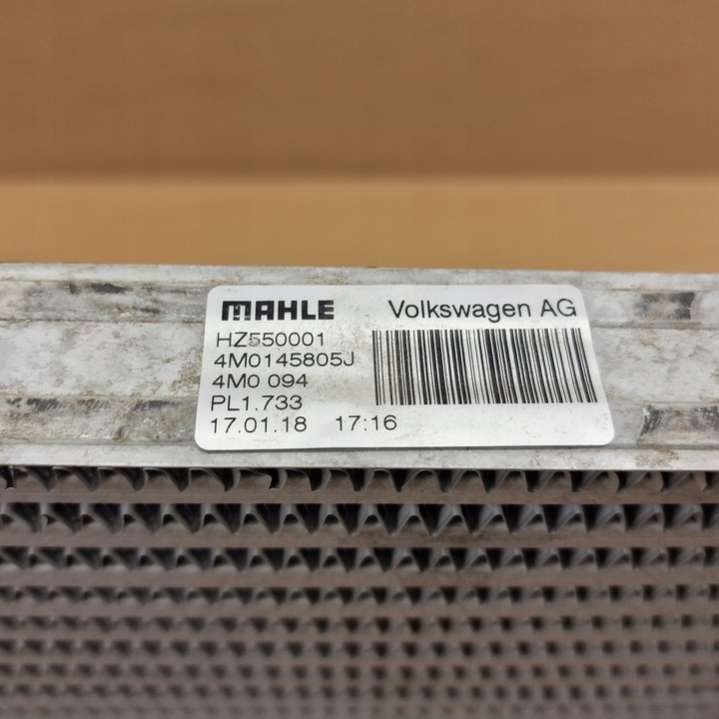 MAHLE Volkswagen AG
HZ550001
4M0145805J
4M0 094
PL1.733
17.01.18 17:16